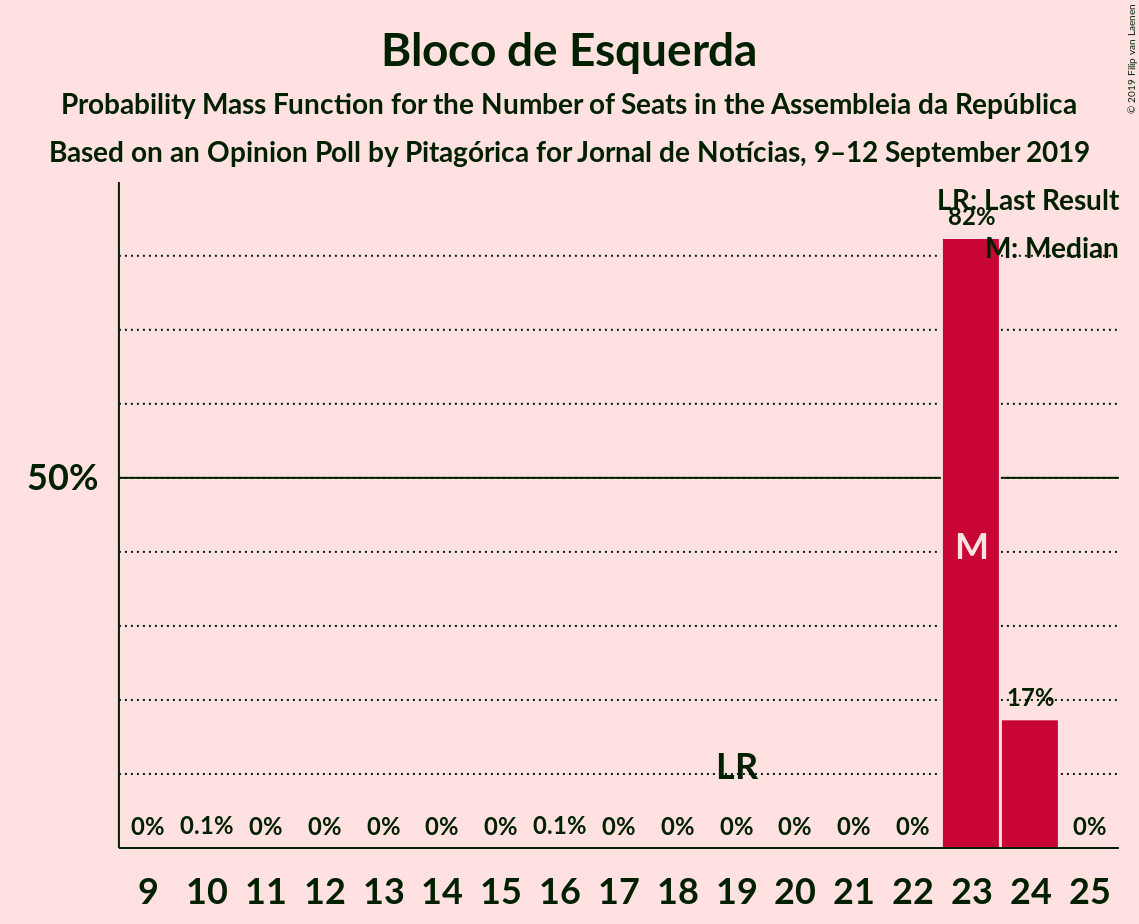 Bloco de Esquerda
Probability Mass Function for the Number of Seats in the Assembleia da República
Based on an Opinion Poll by Pitagórica for Jornal de Notícias, 9–12 September 2019
© 2019 Filip van Laenen
LR: Last Result
82%
M: Median
50%
M
17%
LR
0% 0.1% 0% 0% 0% 0% 0% 0.1% 0% 0% 0% 0% 0% 0% 0%
9 10 11 12 13 14 15 16 17 18 19 20 21 22 23 24 25